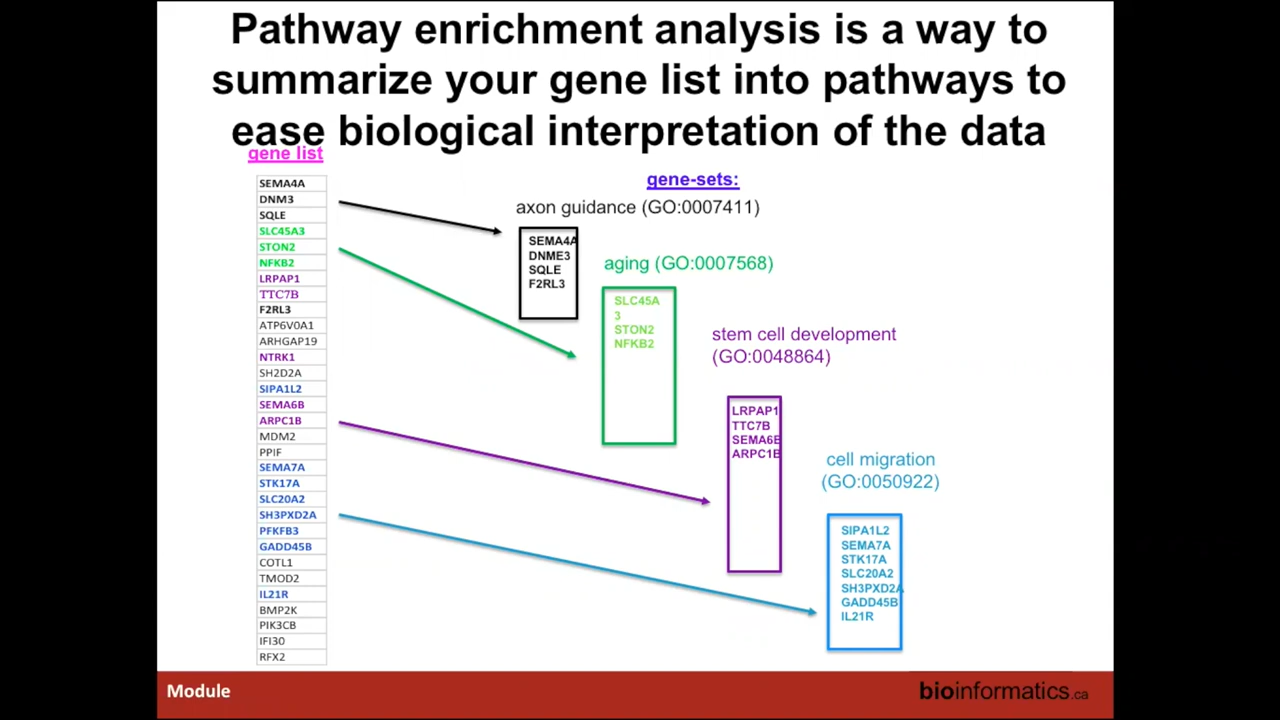 Pathway enrichment analysis is a way to
summarize your gene list into pathways to
ease biological interpretation of the data
gene list
SEMA4A
DNM3
SQLE
SLC45A3
STON2
NFKB2
LRPAP1
TTC7B
F2RL3
ATP6V0A1
ARHGAP19
NTRK1
SH2D2A
SIPA1L2
SEMA6B
ARPC1B
MDM2
PPIF
SEMA7A
STK17A
SLC20A2
SH3PXD2A
PFKFB3
GADD45B
COTL1
TMOD2
IL21R
BMP2K
PIK3CB
IFI30
RFX2
gene-sets:
axon guidance (GO:0007411)
SEMA4A
DNME3
SQLE
F2RL3
aging (GO:0007568)
SLC45A
3
STON2
NFKB2
stem cell development
(GO:0048864)
LRPAP1
TTC7B
SEMA6B
ARPC1B
cell migration
(GO:0050922)
SIPA1L2
SEMA7A
STK17A
SLC20A2
SH3PXD2A
GADD45B
IL21R
Module
bioinformatics.ca